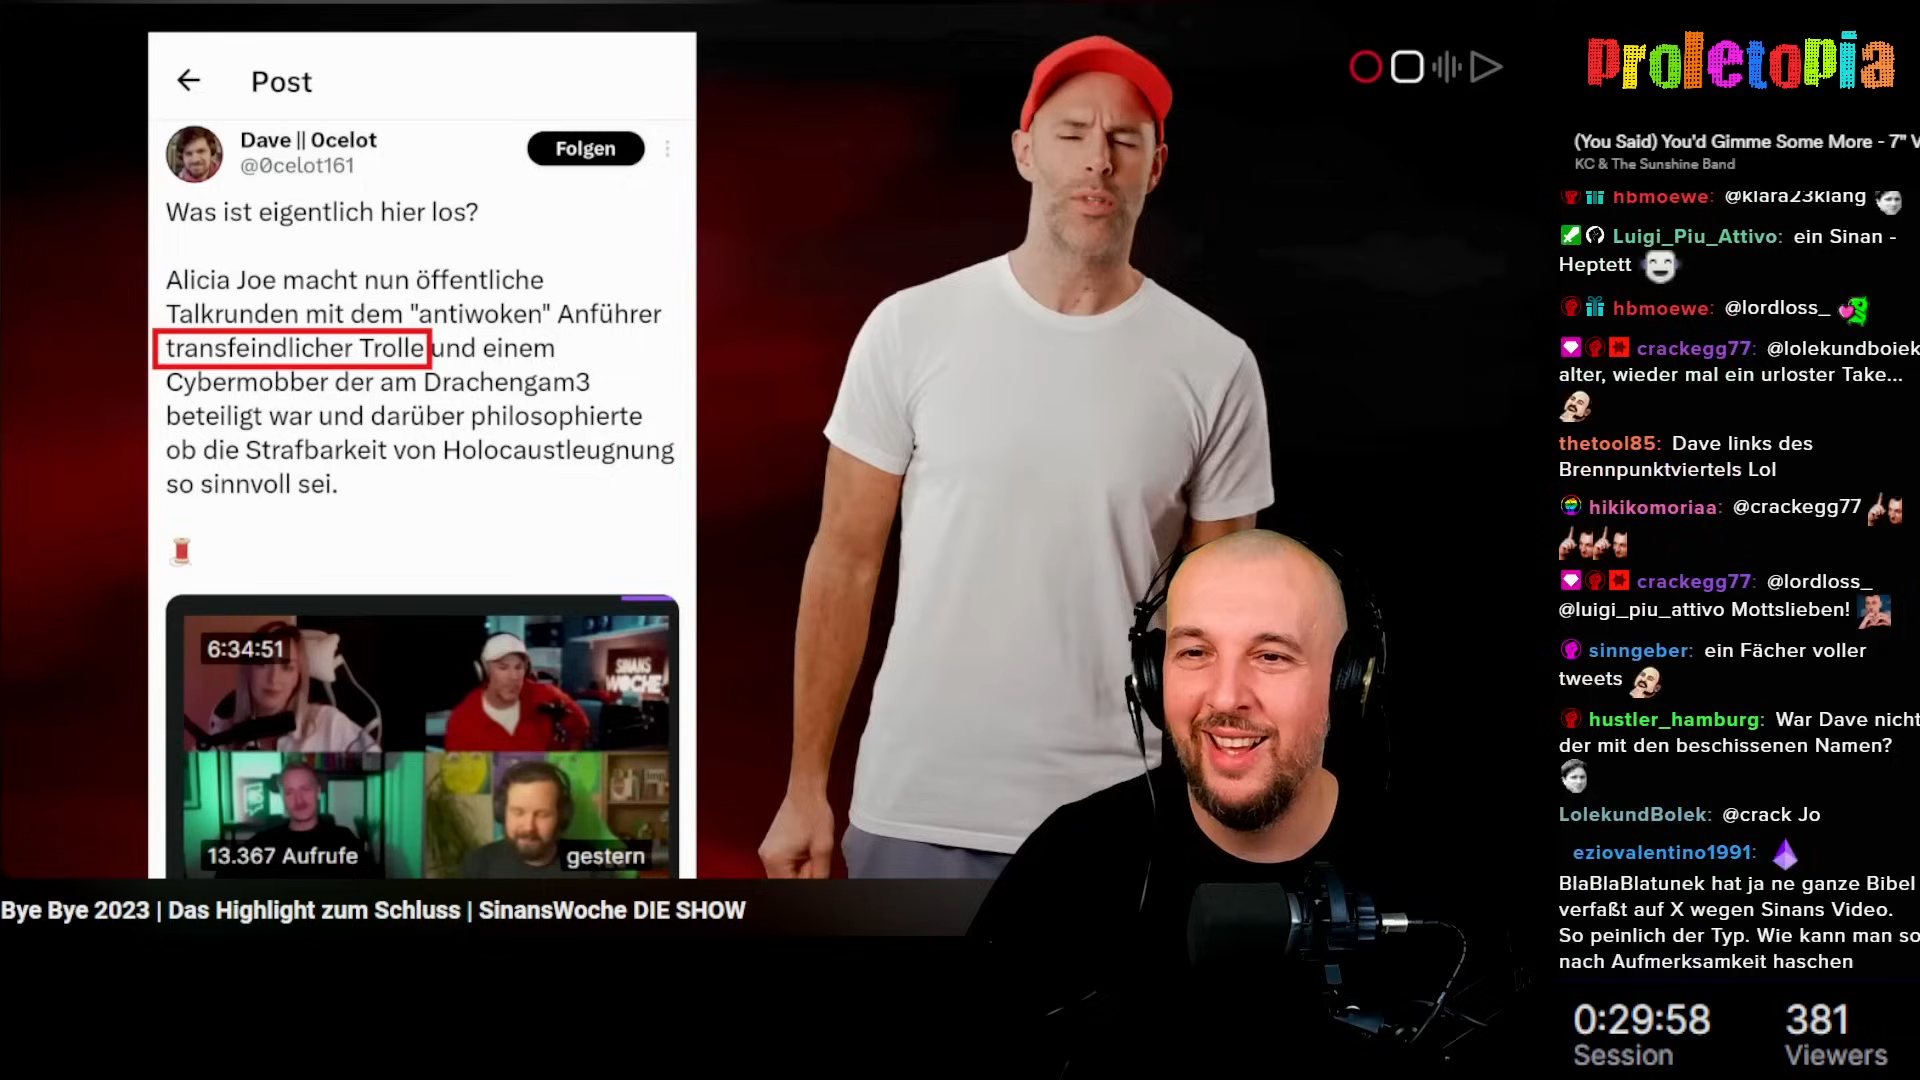 Post
Dave || 0celot
@0celot161
Folgen
Was ist eigentlich hier los?
Alicia Joe macht nun öffentliche
Talkrunden mit dem "antiwoken" Anführer
transfeindlicher Trolle und einem
Cybermobber der am Drachengam3
beteiligt war und darüber philosophierte
ob die Strafbarkeit von Holocaustleugnung
so sinnvoll sei.
6:34:51
SINANS
WOCHE
13.367 Aufrufe
gestern
Bye Bye 2023 | Das Highlight zum Schluss | SinansWoche DIE SHOW
Proletopia
(You Said) You'd Gimme Some More - 7" V
KC & The Sunshine Band
hbmoewe: @klara23klang
Luigi_Piu_Attivo: ein Sinan -
Heptett
hbmoewe: @lordloss_
crackegg77: @lolekundboiek
alter, wieder mal ein urloster Take...
thetool85: Dave links des
Brennpunktviertels Lol
hikikomoriaa: @crackegg77
crackegg77: @lordloss_
@luigi_piu_attivo Mottslieben!
sinngeber: ein Fächer voller
tweets
hustler_hamburg: War Dave nicht
der mit den beschissenen Namen?
LolekundBolek: @crack Jo
eziovalentino1991:
BlaBlaBlatunek hat ja ne ganze Bibel
verfaßt auf X wegen Sinans Video.
So peinlich der Typ. Wie kann man so
nach Aufmerksamkeit haschen
0:29:58
Session
381
Viewers